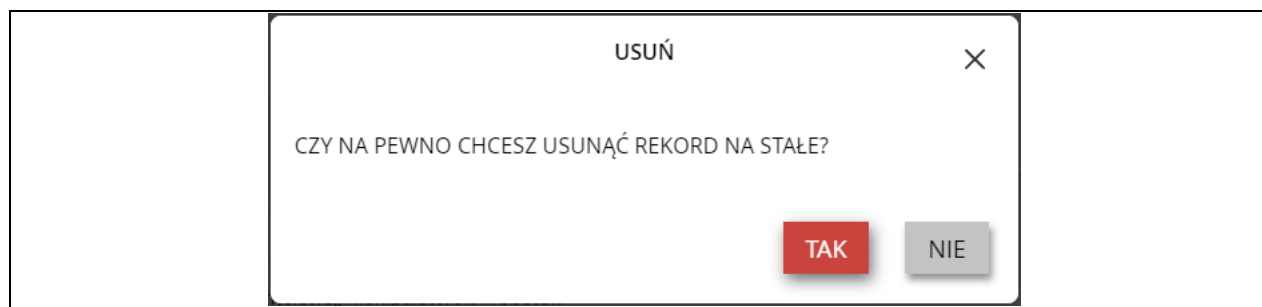 USUŃ
CZY NA PEWNO CHCESZ USUNĄĆ REKORD NA STAŁE?
TAK
NIE